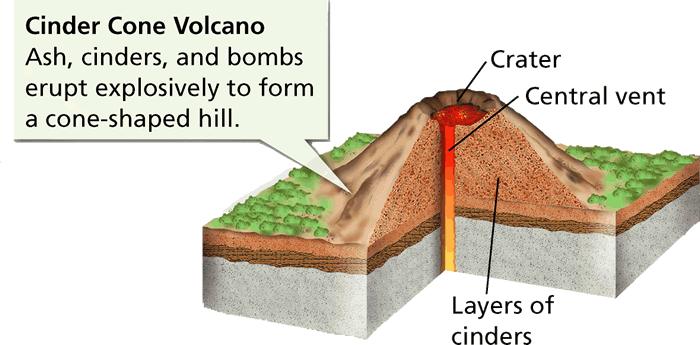 Cinder Cone Volcano
Ash, cinders, and bombs
erupt explosively to form
a cone-shaped hill.
Crater
Central vent
Layers of
cinders